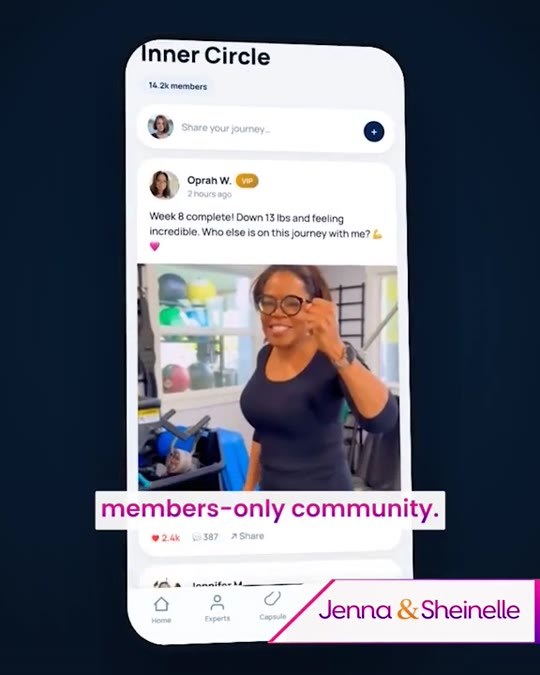 Inner Circle
14.2k members
Share your journey...
Oprah W. VIP
2 hours ago
Week 8 complete! Down 13 lbs and feeling
incredible. Who else is on this journey with me? 💪
💗
members-only community.
2.4k 387 Share
Jennifer M.
Home Experts Capsule
Jenna & Sheinelle